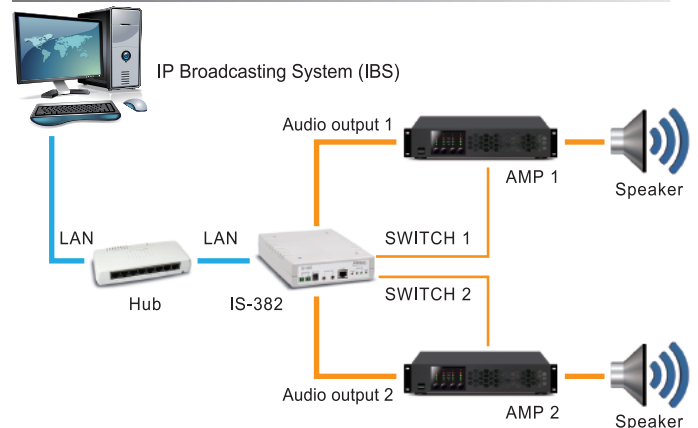 IP Broadcasting System (IBS)
Audio output 1
AMP 1
Speaker
LAN
LAN
SWITCH 1
Hub
IS-382
SWITCH 2
Audio output 2
AMP 2
Speaker